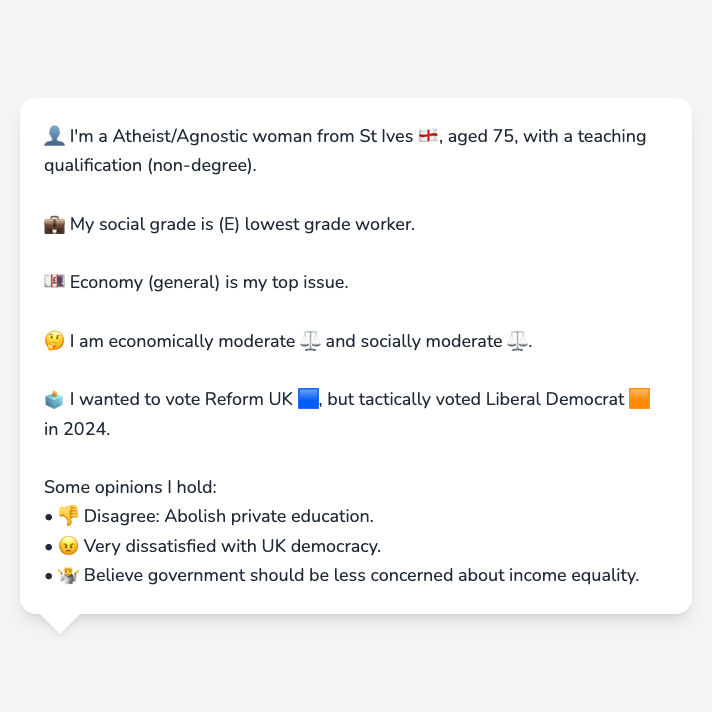 👤 I'm a Atheist/Agnostic woman from St Ives 🏴󠁧󠁢󠁥󠁮󠁧󠁿, aged 75, with a teaching
qualification (non-degree).
💼 My social grade is (E) lowest grade worker.
💷 Economy (general) is my top issue.
🤔 I am economically moderate ⚖️ and socially moderate ⚖️.
🗳️ I wanted to vote Reform UK 🟦, but tactically voted Liberal Democrat 🟧
in 2024.
Some opinions I hold:
• 👎 Disagree: Abolish private education.
• 😠 Very dissatisfied with UK democracy.
• 🤷 Believe government should be less concerned about income equality.